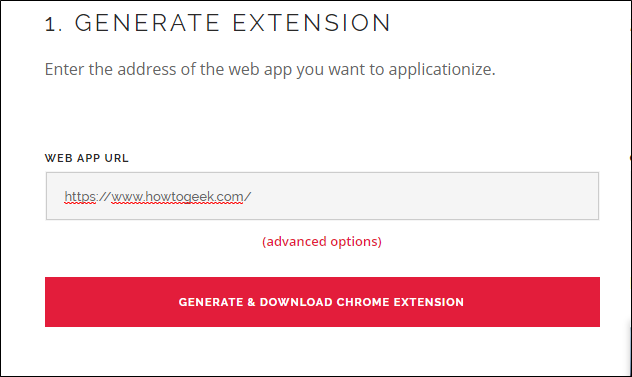 1. GENERATE EXTENSION
Enter the address of the web app you want to applicationize.
WEB APP URL
https://www.howtogeek.com/
(advanced options)
GENERATE & DOWNLOAD CHROME EXTENSION